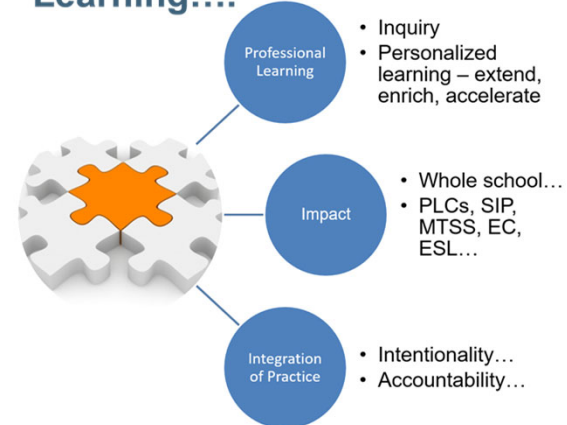 Learning....
Professional
Learning
• Inquiry
• Personalized
learning – extend,
enrich, accelerate
Impact
• Whole school...
• PLCs, SIP,
MTSS, EC,
ESL...
Integration
of Practice
• Intentionality...
• Accountability...